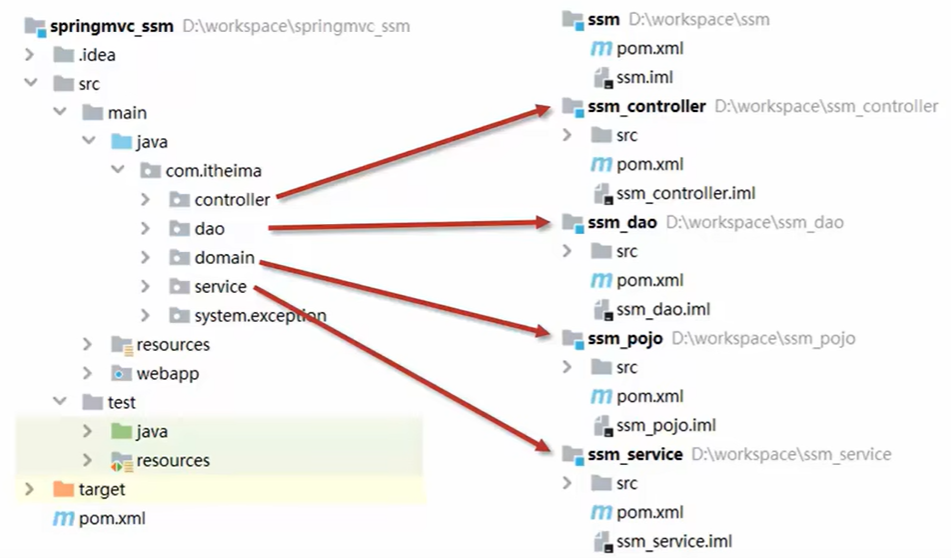 springmvc_ssm D:\workspace\springmvc_ssm
.idea
src
main
java
com.itheima
controller
dao
domain
service
system.exception
resources
webapp
test
java
resources
target
pom.xml
ssm D:\workspace\ssm
pom.xml
ssm.iml
ssm_controller D:\workspace\ssm_controller
src
pom.xml
ssm_controller.iml
ssm_dao D:\workspace\ssm_dao
src
pom.xml
ssm_dao.iml
ssm_pojo D:\workspace\ssm_pojo
src
pom.xml
ssm_pojo.iml
ssm_service D:\workspace\ssm_service
src
pom.xml
ssm_service.iml